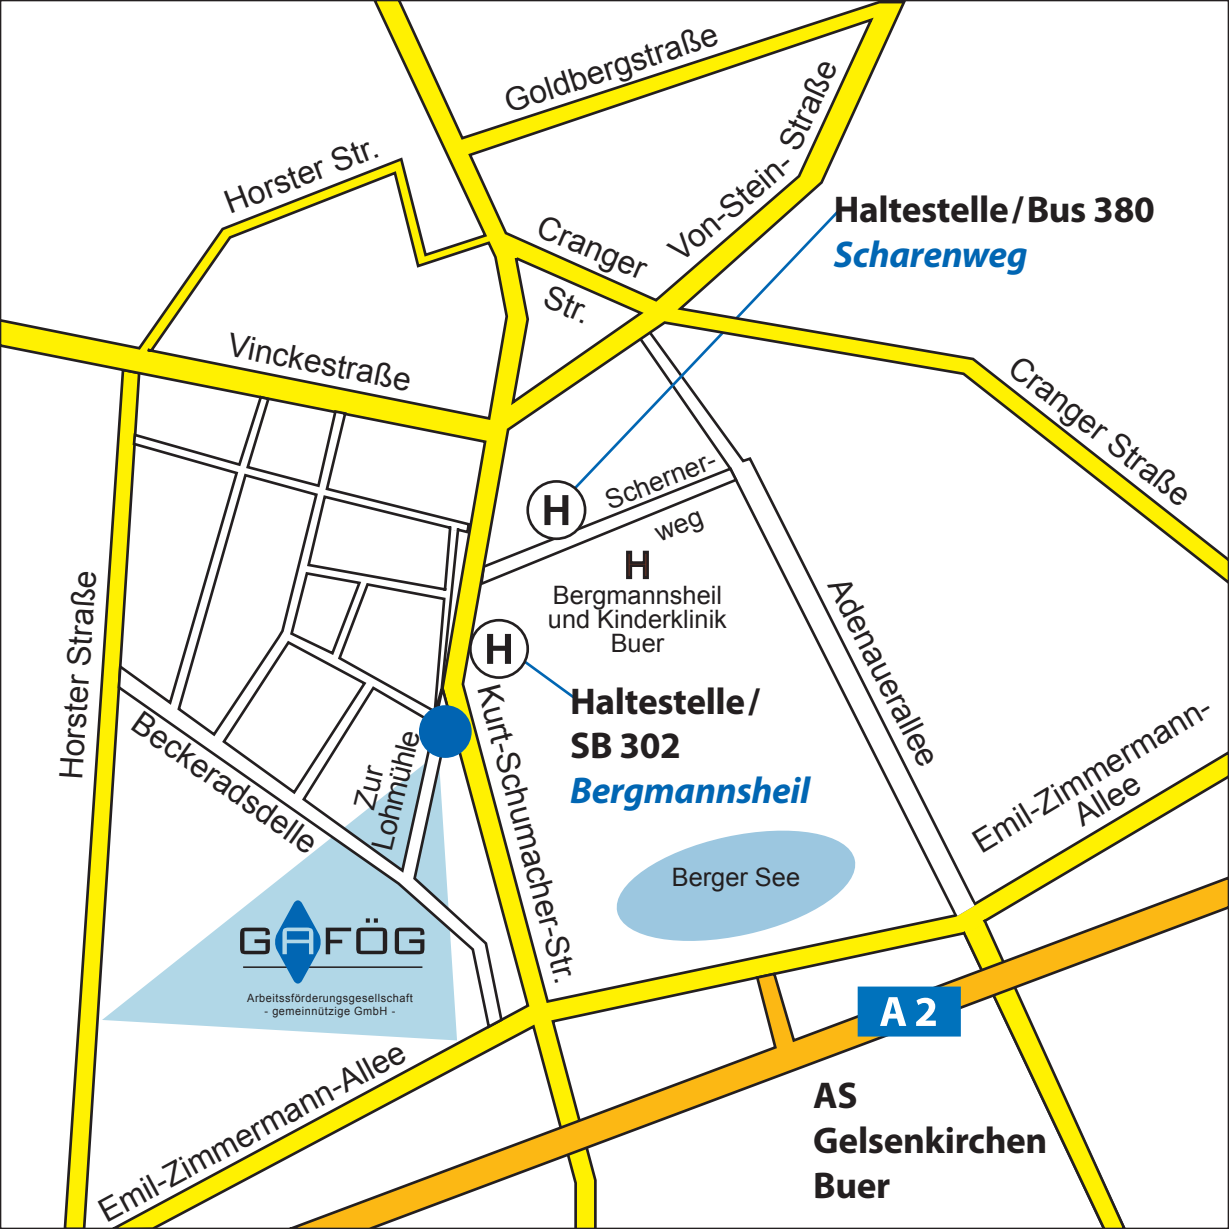 Goldbergstraße
Horster Str.
Von-Stein- Straße
Cranger
Str.
Haltestelle/Bus 380
Scharenweg
Vinckestraße
Cranger Straße
Scherner-
weg
H
H
Bergmannsheil
und Kinderklinik
Buer
H
Haltestelle/
SB 302
Bergmannsheil
Horster Straße
Adenauerallee
Beckeradsdelle
Zur
Lohmühle
Kurt-Schumacher-Str.
Emil-Zimmermann-
Allee
Berger See
GAFÖG
Arbeitsförderungsgesellschaft
- gemeinnützige GmbH -
A 2
Emil-Zimmermann-Allee
AS
Gelsenkirchen
Buer